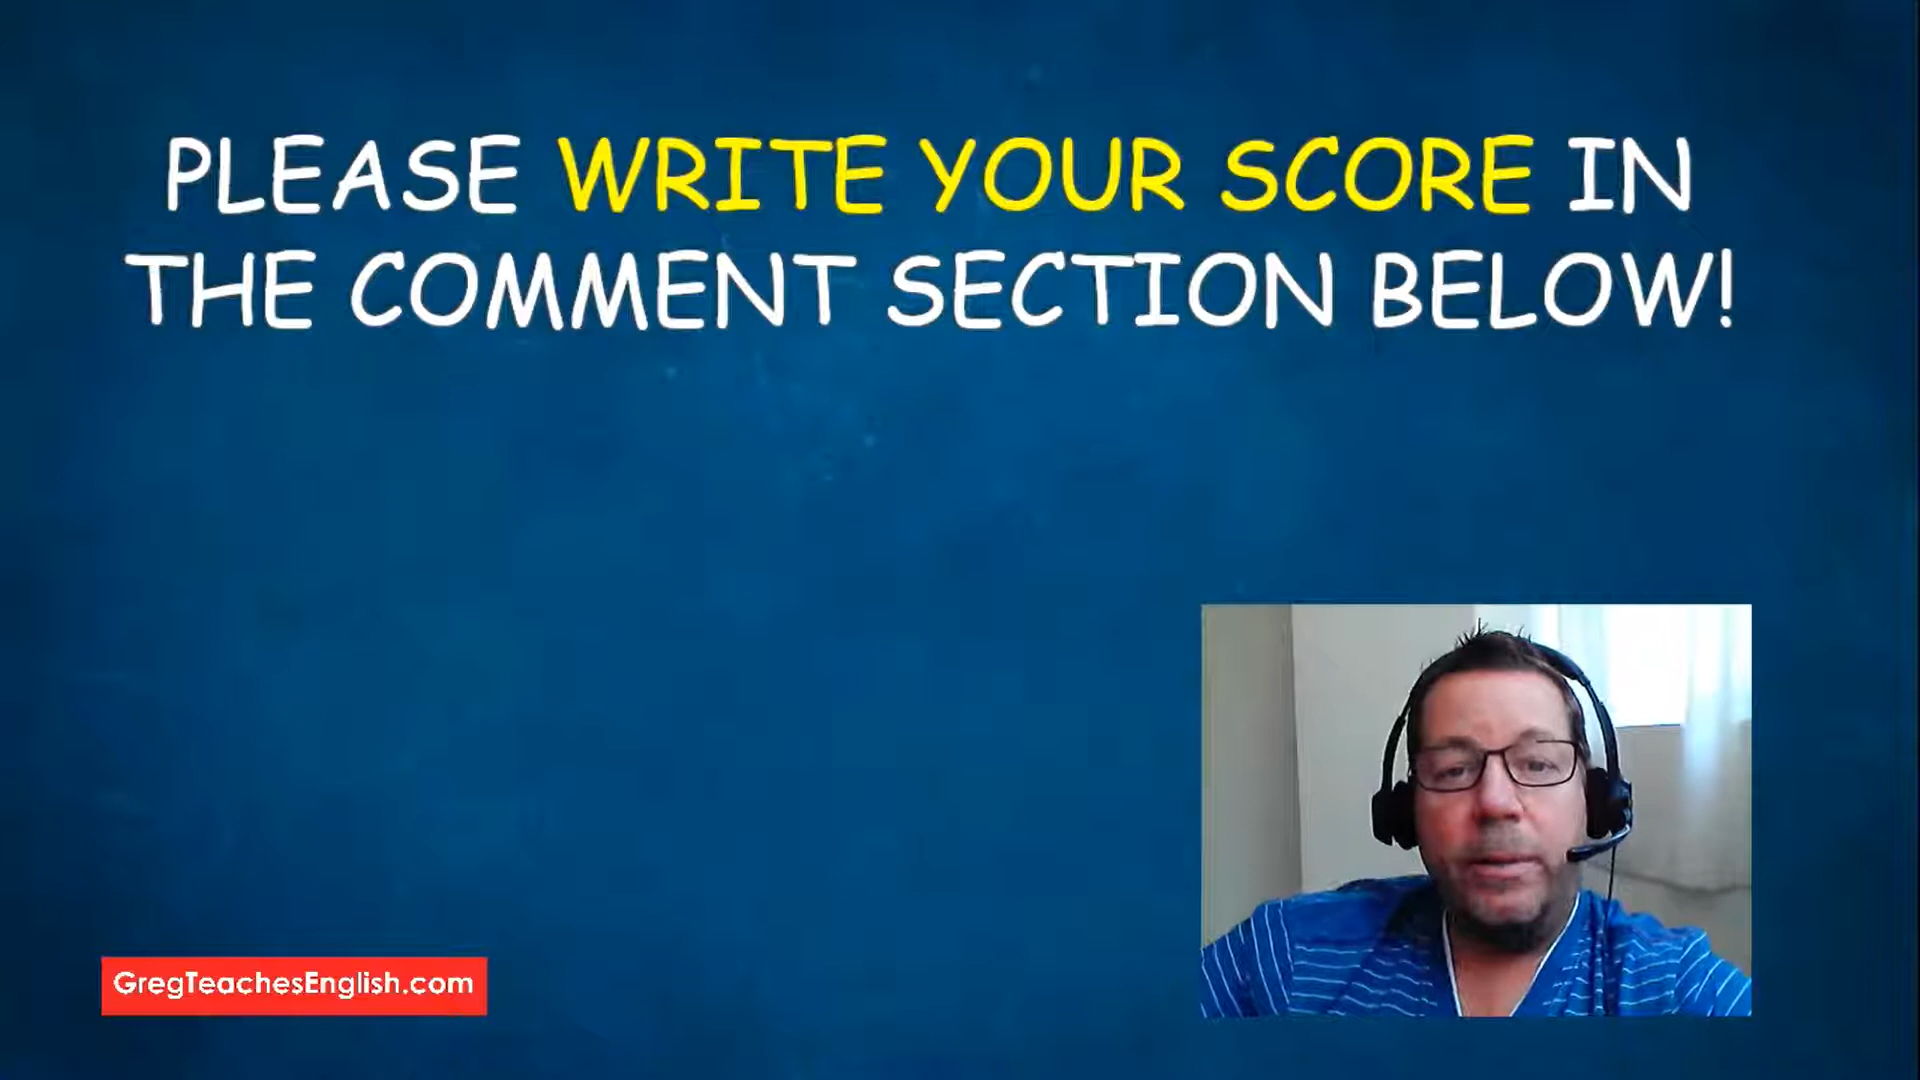 PLEASE WRITE YOUR SCORE IN
THE COMMENT SECTION BELOW!
GregTeachesEnglish.com